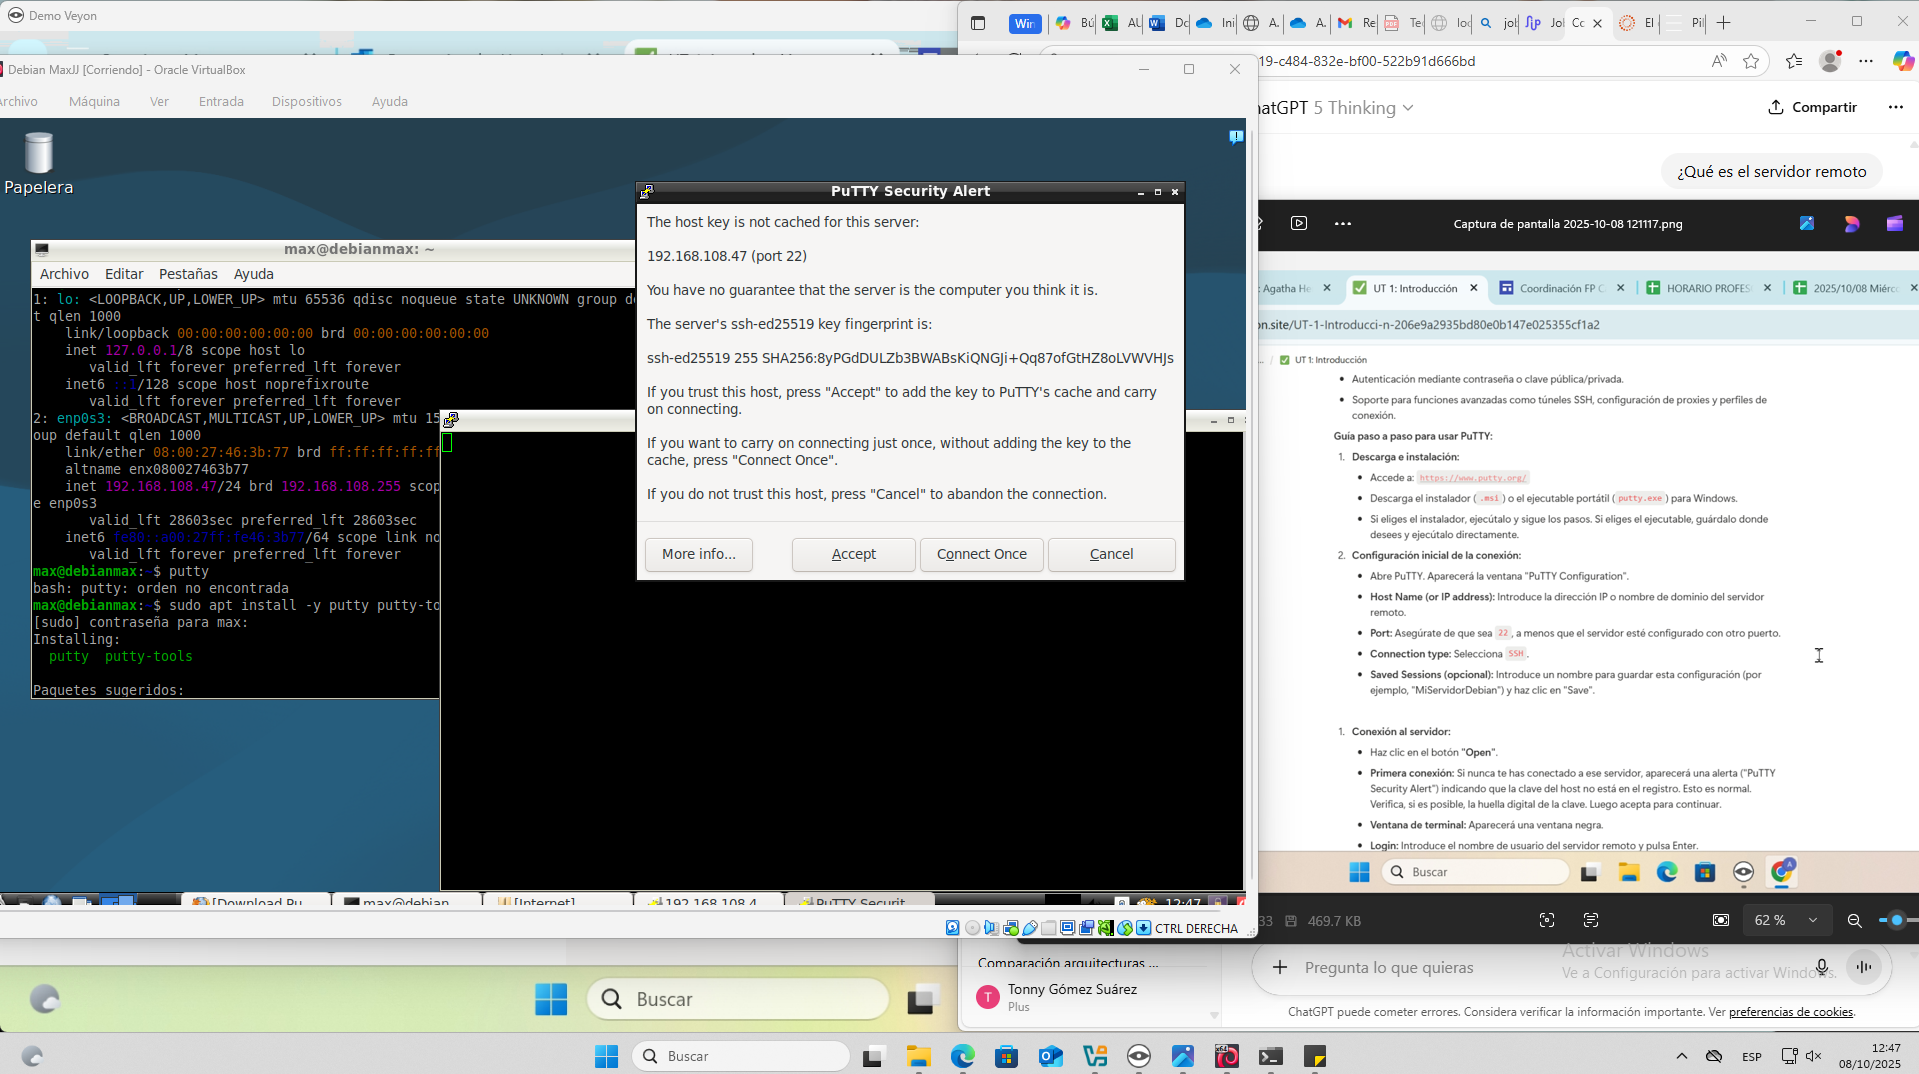 Demo Veyon
Debian MaxJJ [Corriendo] - Oracle VirtualBox
Máquina
Ver
Entrada
Dispositivos
Ayuda
Papelera
max@debianmax: ~
Archivo Editar Pestañas Ayuda
1: lo: <LOOPBACK,UP,LOWER_UP> mtu 65536 qdisc noqueue state UNKNOWN group
t qlen 1000
link/loopback 00:00:00:00:00:00 brd 00:00:00:00:00:00
inet 127.0.0.1/8 scope host lo
valid_lft forever preferred_lft forever
inet6 ::1/128 scope host noprefixroute
valid_lft forever preferred_lft forever
2: enp0s3: <BROADCAST,MULTICAST,UP,LOWER_UP> mtu 15
oup default qlen 1000
link/ether 08:00:27:46:3b:77 brd ff:ff:ff:ff:ff
altname enx080027463b77
inet 192.168.108.47/24 brd 192.168.108.255 scop
e enp0s3
valid_lft 28603sec preferred_lft 28603sec
inet6 fe80::a00:27ff:fe46:3b77/64 scope link no
valid_lft forever preferred_lft forever
max@debianmax:~$ putty
bash: putty: orden no encontrada
max@debianmax:~$ sudo apt install -y putty putty-to
[sudo] contraseña para max:
Installing:
putty putty-tools
Paquetes sugeridos:
PuTTY Security Alert
The host key is not cached for this server:
192.168.108.47 (port 22)
You have no guarantee that the server is the computer you think it is.
The server's ssh-ed25519 key fingerprint is:
ssh-ed25519 255 SHA256:8yPGdDULZb3BWABsKiQNGJi+Qq87ofGtHZ8oLVWVHJs
If you trust this host, press "Accept" to add the key to PuTTY's cache and carry
on connecting.
If you want to carry on connecting just once, without adding the key to the
cache, press "Connect Once".
If you do not trust this host, press "Cancel" to abandon the connection.
More info...
Accept
Connect Once
Cancel
max@debian
[Internet]
192.168.108.4
PuTTY Securit
12:47
CTRL DERECHA
19-c484-832e-bf00-522b91d666bd
hatGPT 5 Thinking
Compartir
¿Qué es el servidor remoto
Captura de pantalla 2025-10-08 121117.png
: Agatha He
UT 1: Introducción
Coordinación FP C
HORARIO PROFES
2025/10/08 Miérc
on.site/UT-1-Introducci-n-206e9a2935bd80e0b147e025355cf1a2
UT 1: Introducción
• Autenticación mediante contraseña o clave pública/privada.
• Soporte para funciones avanzadas como túneles SSH, configuración de proxies y perfiles de
conexión.
Guía paso a paso para usar PuTTY:
1. Descarga e instalación:
• Accede a: https://www.putty.org/
• Descarga el instalador ( .msi ) o el ejecutable portátil ( putty.exe ) para Windows.
• Si eliges el instalador, ejecútalo y sigue los pasos. Si eliges el ejecutable, guárdalo donde
desees y ejecútalo directamente.
2. Configuración inicial de la conexión:
• Abre PuTTY. Aparecerá la ventana "PuTTY Configuration".
• Host Name (or IP address): Introduce la dirección IP o nombre de dominio del servidor
remoto.
• Port: Asegúrate de que sea 22 , a menos que el servidor esté configurado con otro puerto.
• Connection type: Selecciona SSH .
• Saved Sessions (opcional): Introduce un nombre para guardar esta configuración (por
ejemplo, "MiServidorDebian") y haz clic en "Save".
1. Conexión al servidor:
• Haz clic en el botón "Open".
• Primera conexión: Si nunca te has conectado a ese servidor, aparecerá una alerta ("PuTTY
Security Alert") indicando que la clave del host no está en el registro. Esto es normal.
Verifica, si es posible, la huella digital de la clave. Luego acepta para continuar.
• Ventana de terminal: Aparecerá una ventana negra.
• Login: Introduce el nombre de usuario del servidor remoto y pulsa Enter.
Buscar
33
469.7 KB
62 %
Comparación arquitecturas ...
T
Tonny Gómez Suárez
Plus
Pregunta lo que quieras
Activar Windows
Ve a Configuración para activar Windows.
ChatGPT puede cometer errores. Considera verificar la información importante. Ver preferencias de cookies.
Buscar
Buscar
ESP
12:47
08/10/2025